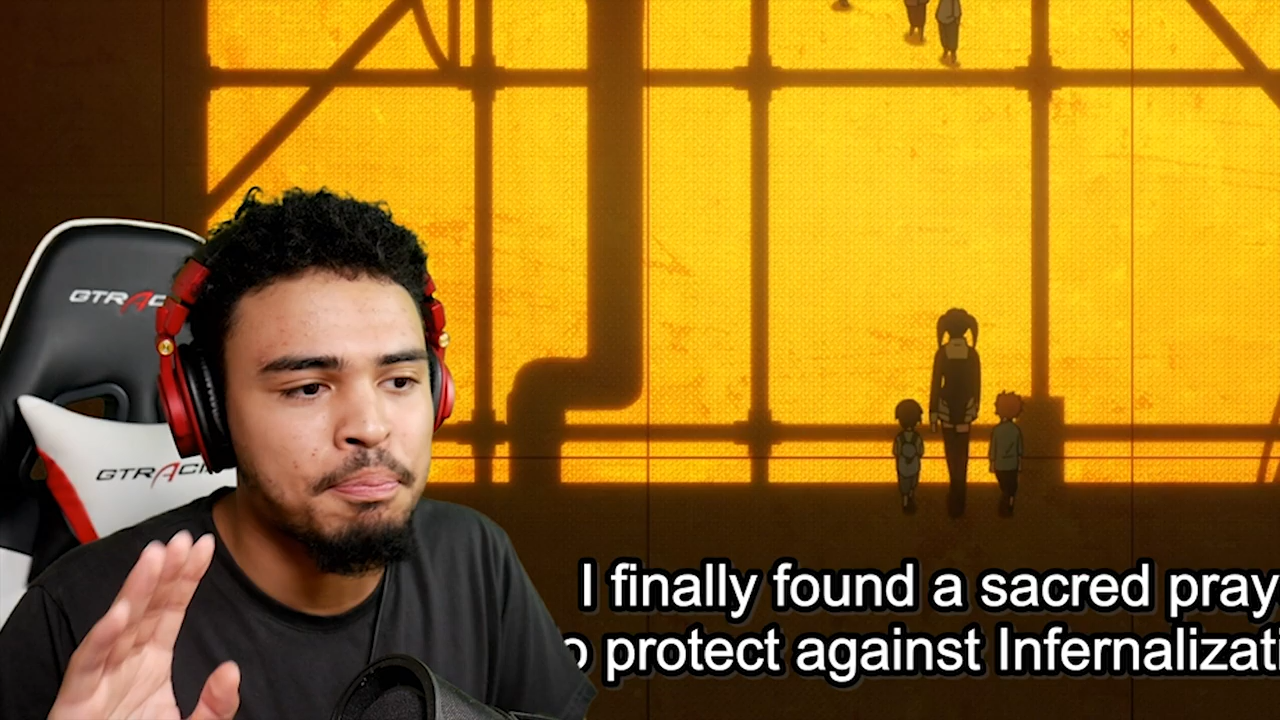 GTRAC
GTRACI
I finally found a sacred pray
o protect against Infernalizati